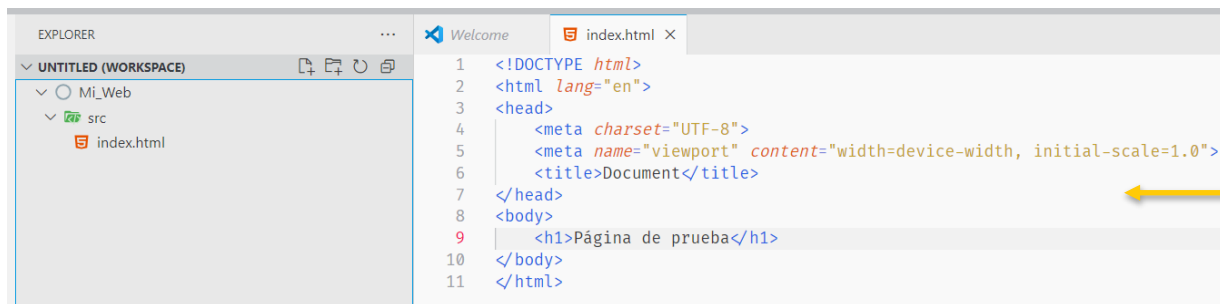 EXPLORER
...
UNTITLED (WORKSPACE)
Mi_Web
src
index.html
Welcome
index.html
1 <!DOCTYPE html>
2 <html lang="en">
3 <head>
4     <meta charset="UTF-8">
5     <meta name="viewport" content="width=device-width, initial-scale=1.0">
6     <title>Document</title>
7 </head>
8 <body>
9     <h1>Página de prueba</h1>
10 </body>
11 </html>